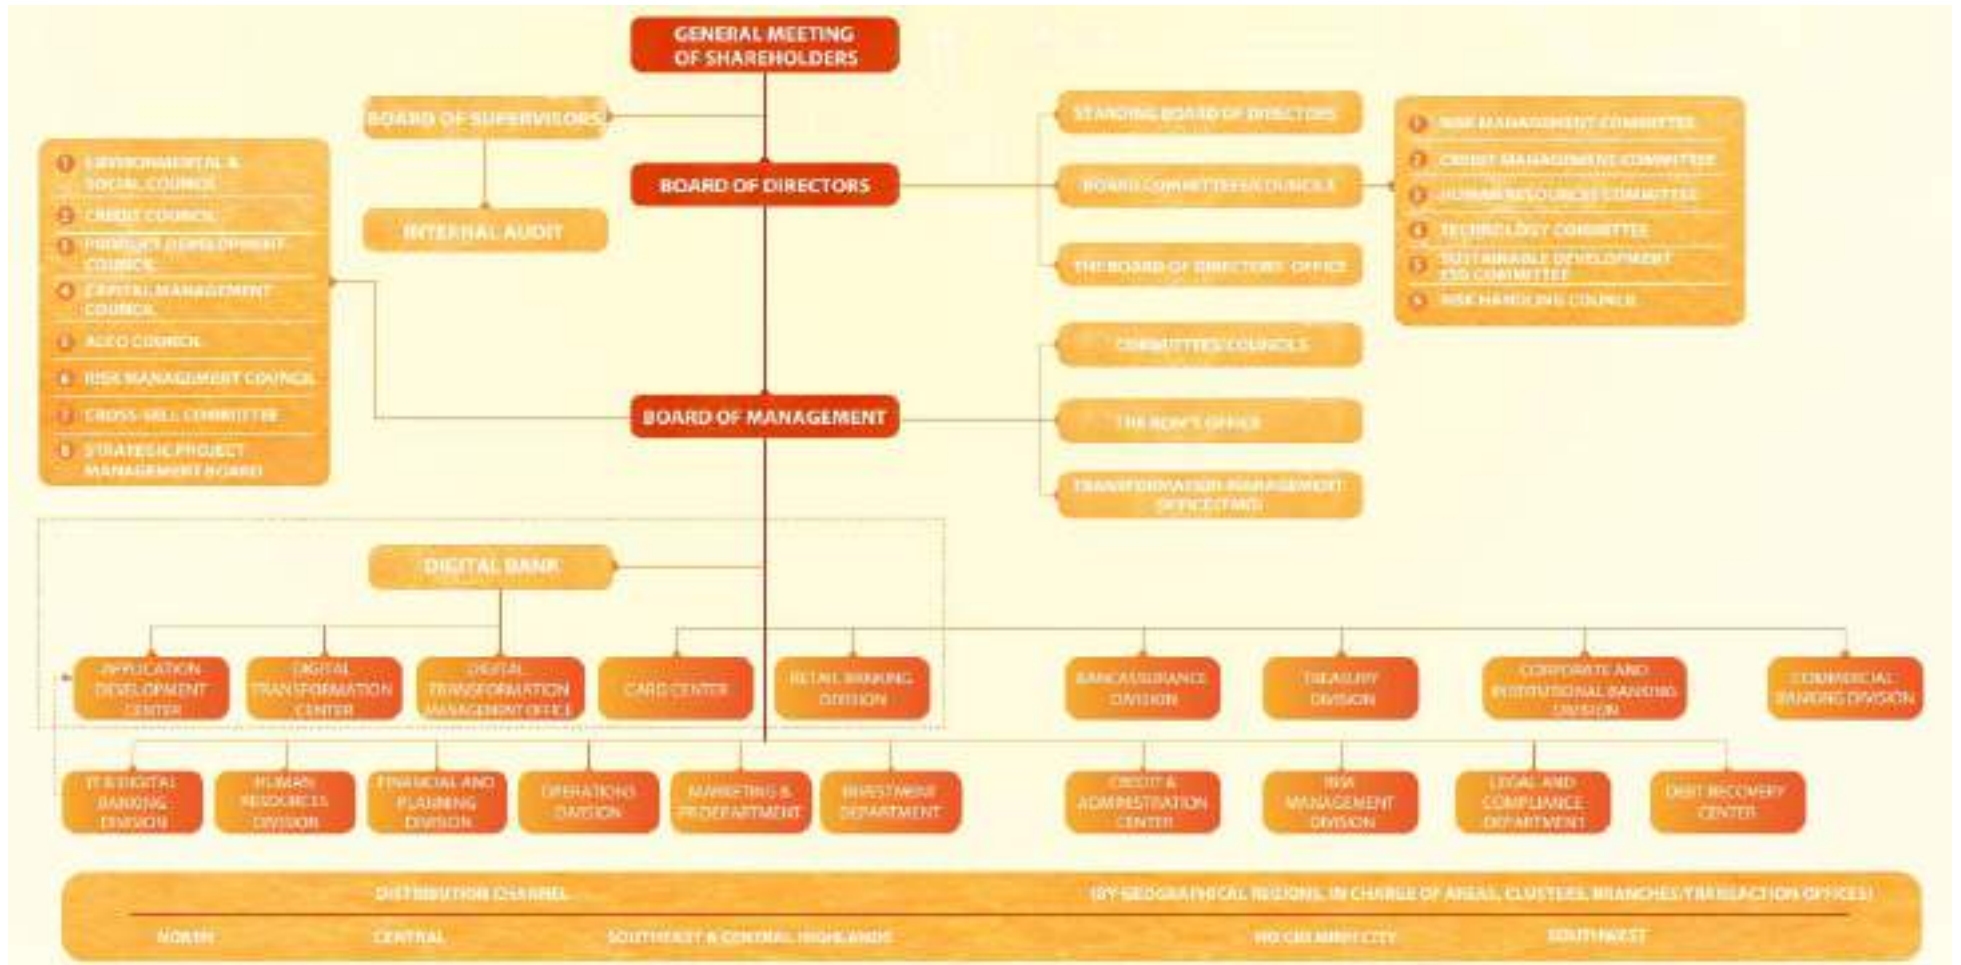 GENERAL MEETING
OF SHAREHOLDERS
BOARD OF SUPERVISORS
INTERNAL AUDIT
BOARD OF DIRECTORS
STANDING BOARD OF DIRECTORS
BOARD COMMITTEES/COUNCILS
THE BOARD OF DIRECTORS' OFFICE
1 RISK MANAGEMENT COMMITTEE
2 CREDIT MANAGEMENT COMMITTEE
3 HUMAN RESOURCES COMMITTEE
4 TECHNOLOGY COMMITTEE
5 SUSTAINABLE DEVELOPMENT
ESG COMMITTEE
6 RISK HANDLING COUNCIL
1 ENVIRONMENTAL &
SOCIAL COUNCIL
2 CREDIT COUNCIL
3 PRODUCT DEVELOPMENT
COUNCIL
4 CAPITAL MANAGEMENT
COUNCIL
5 ALCO COUNCIL
6 RISK MANAGEMENT COUNCIL
7 CROSS-SELL COMMITTEE
8 STRATEGIC PROJECT
MANAGEMENT BOARD
BOARD OF MANAGEMENT
COMMITTEES/COUNCILS
THE BOM'S OFFICE
TRANSFORMATION MANAGEMENT
OFFICE (TMO)
DIGITAL BANK
APPLICATION
DEVELOPMENT
CENTER
DIGITAL
TRANSFORMATION
CENTER
DIGITAL
TRANSFORMATION
MANAGEMENT OFFICE
CARD CENTER
RETAIL BANKING
DIVISION
BANCASSURANCE
DIVISION
TREASURY
DIVISION
CORPORATE AND
INSTITUTIONAL BANKING
DIVISION
COMMERCIAL
BANKING DIVISION
IT & DIGITAL
BANKING
DIVISION
HUMAN
RESOURCES
DIVISION
FINANCIAL AND
PLANNING
DIVISION
OPERATIONS
DIVISION
MARKETING &
PR DEPARTMENT
INVESTMENT
DEPARTMENT
CREDIT &
ADMINISTRATION
CENTER
RISK
MANAGEMENT
DIVISION
LEGAL AND
COMPLIANCE
DEPARTMENT
DEBT RECOVERY
CENTER
DISTRIBUTION CHANNEL
(BY GEOGRAPHICAL REGIONS, IN CHARGE OF AREAS, CLUSTERS, BRANCHES/TRANSACTION OFFICES)
NORTH
CENTRAL
SOUTHEAST & CENTRAL HIGHLANDS
HO CHI MINH CITY
SOUTHWEST